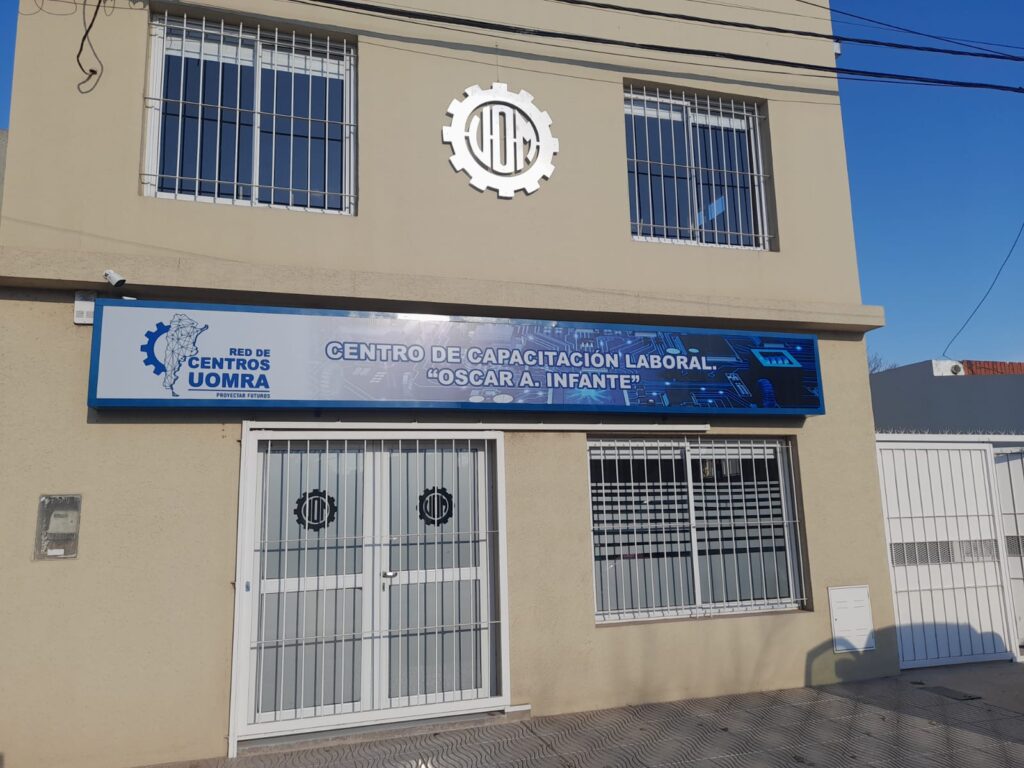 UOM
RED DE
CENTROS
UOMRA
PROYECTAR FUTUROS
CENTRO DE CAPACITACIÓN LABORAL.
“OSCAR A. INFANTE”
UOM
UOM